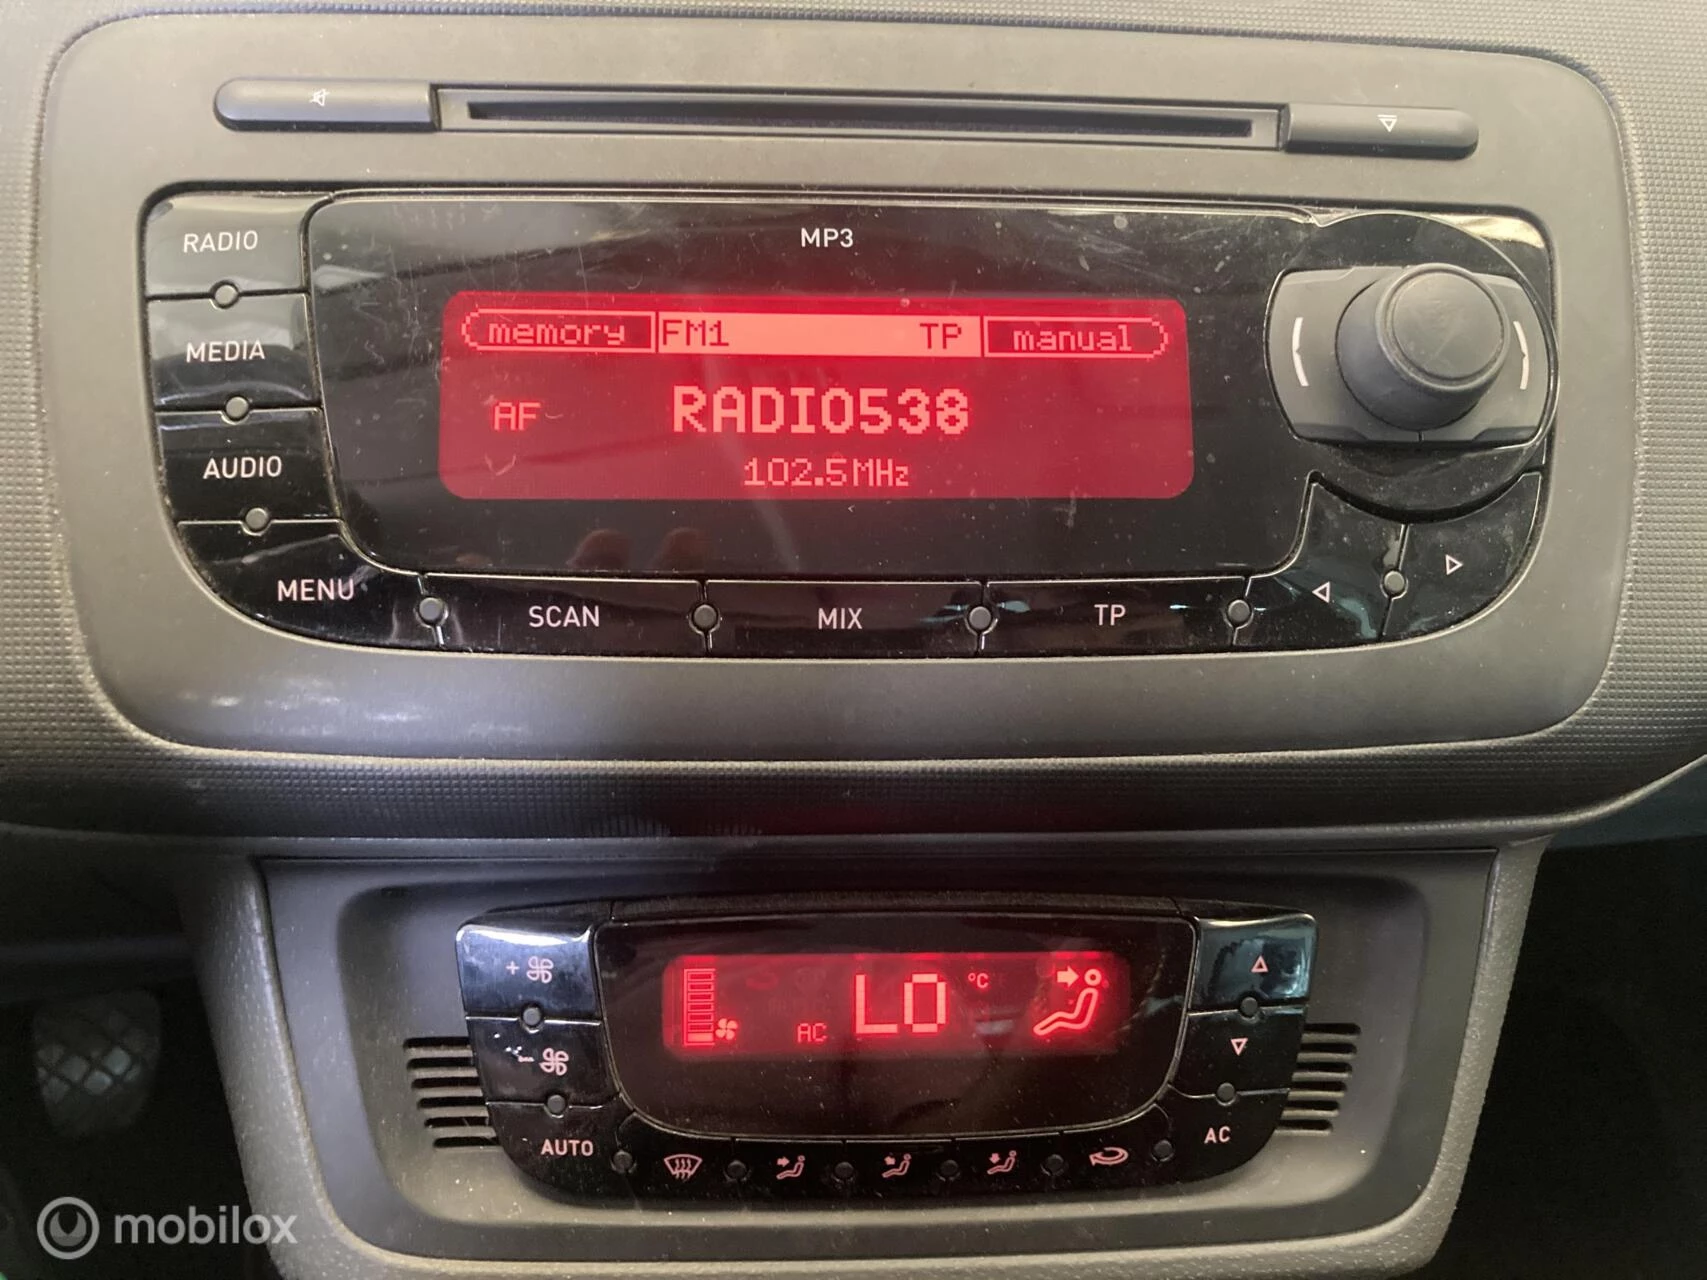 RADIO
MP3
memory FM1 TP manual
MEDIA
AF RADIO538
102.5MHz
AUDIO
MENU
SCAN
MIX
TP
+
AC LO °C
-
AUTO
AC
mobilox